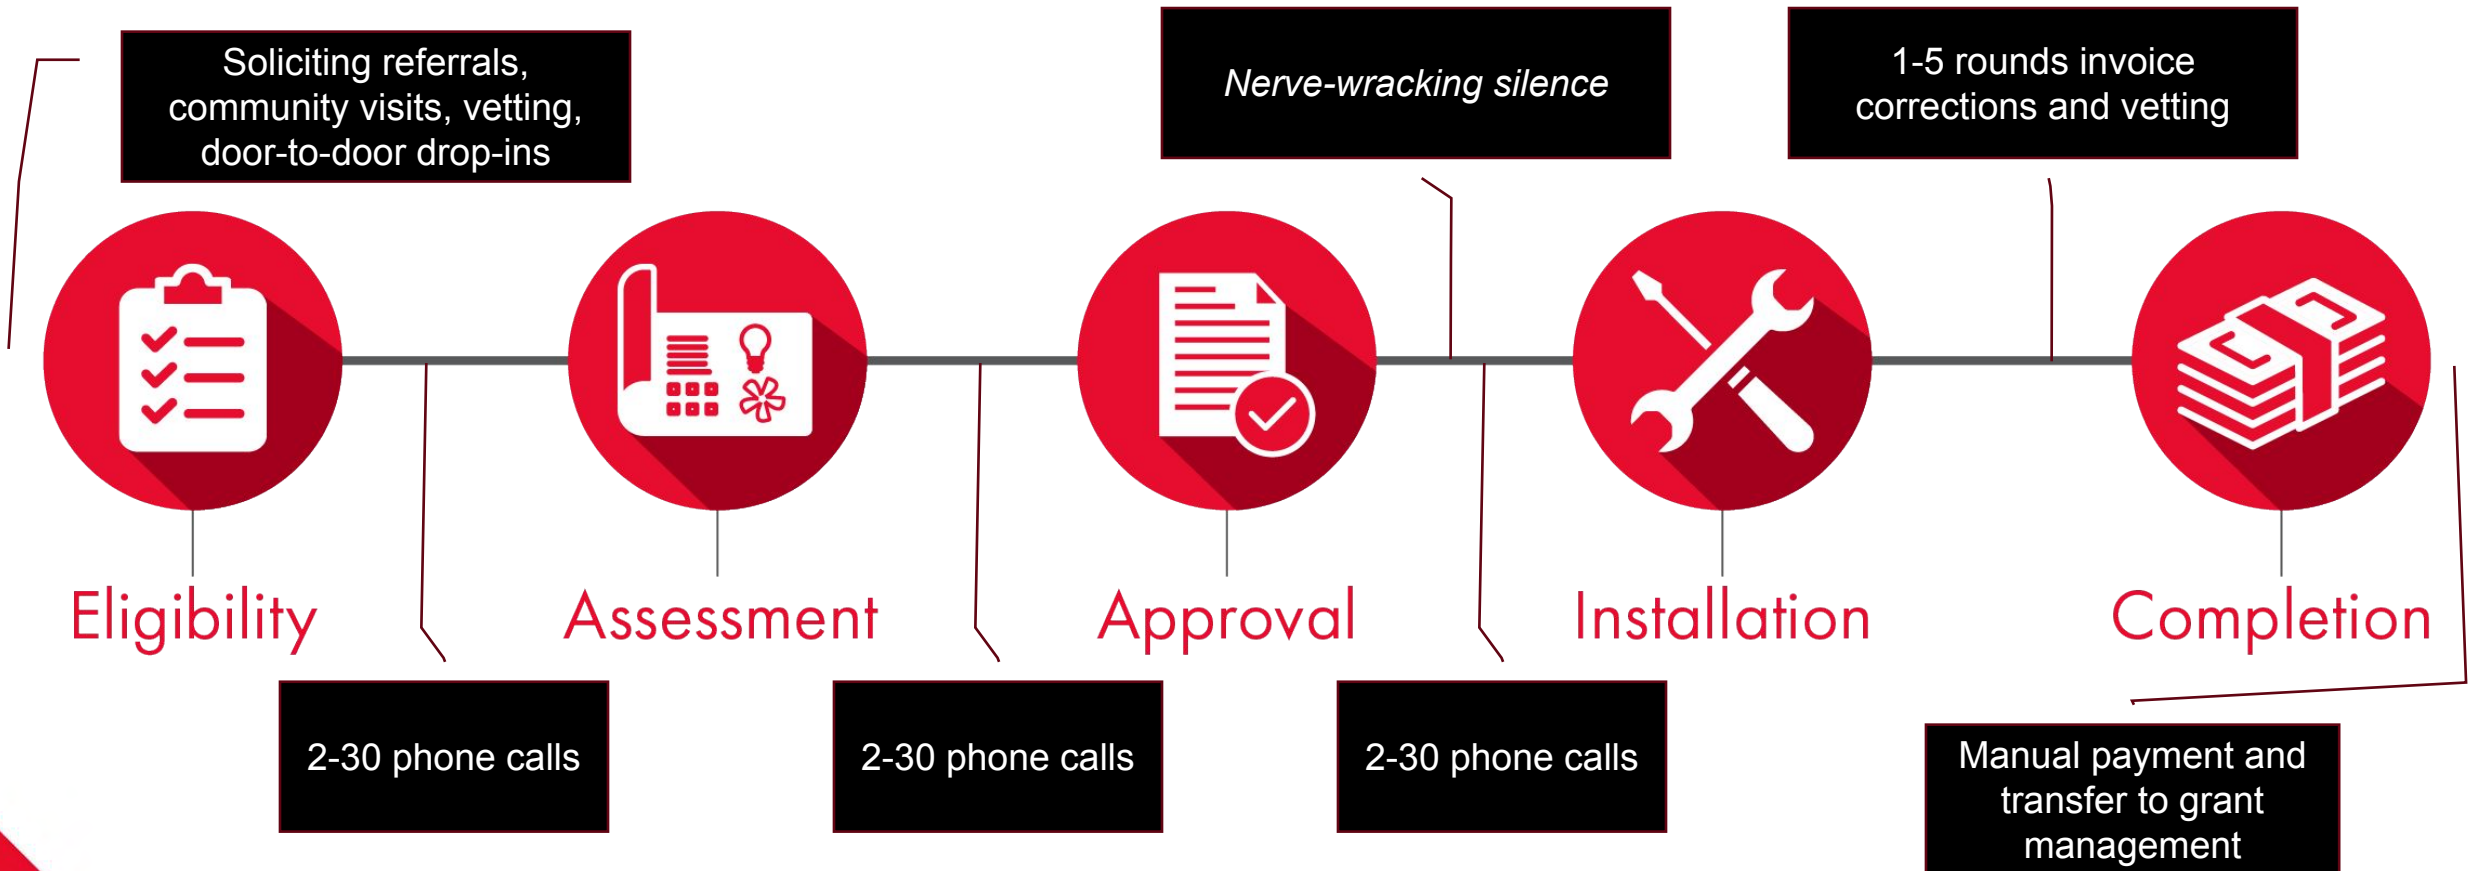 Soliciting referrals,
community visits, vetting,
door-to-door drop-ins
Nerve-wracking silence
1-5 rounds invoice
corrections and vetting
Eligibility
Assessment
Approval
Installation
Completion
2-30 phone calls
2-30 phone calls
2-30 phone calls
Manual payment and
transfer to grant
management